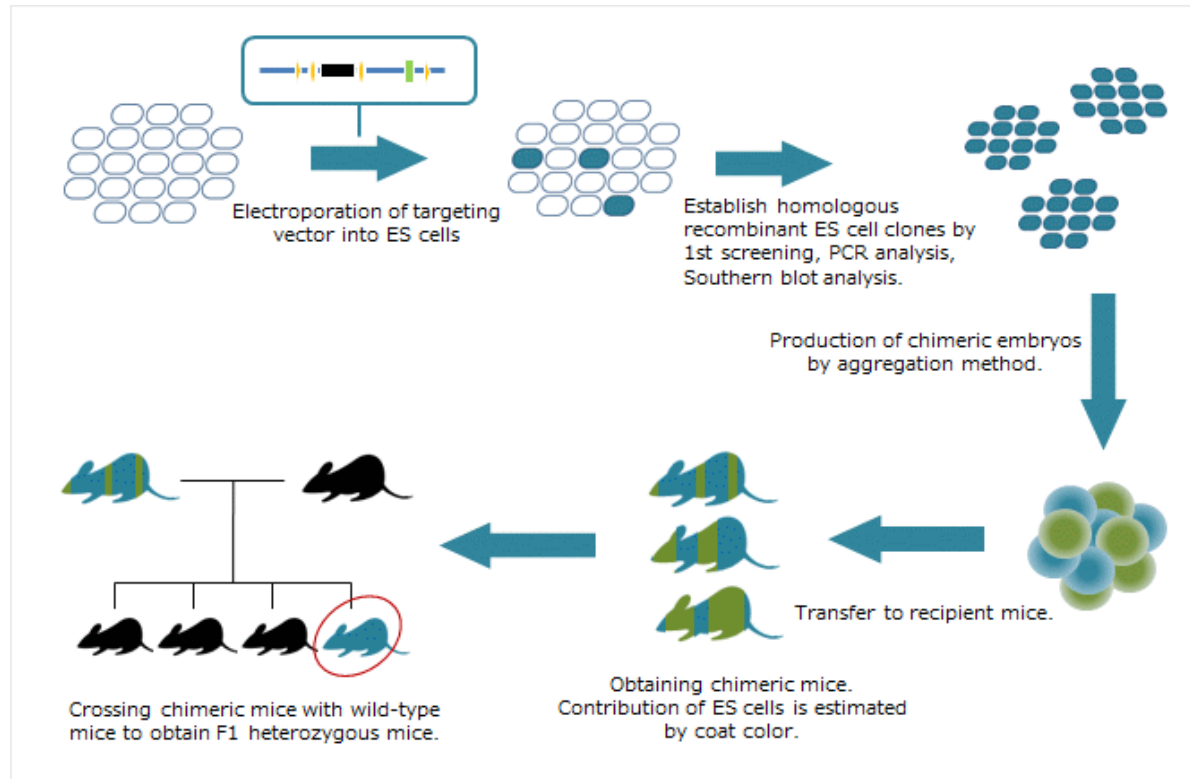 Electroporation of targeting
vector into ES cells
Establish homologous
recombinant ES cell clones by
1st screening, PCR analysis,
Southern blot analysis.
Production of chimeric embryos
by aggregation method.
Transfer to recipient mice.
Obtaining chimeric mice.
Contribution of ES cells is estimated
by coat color.
Crossing chimeric mice with wild-type
mice to obtain F1 heterozygous mice.